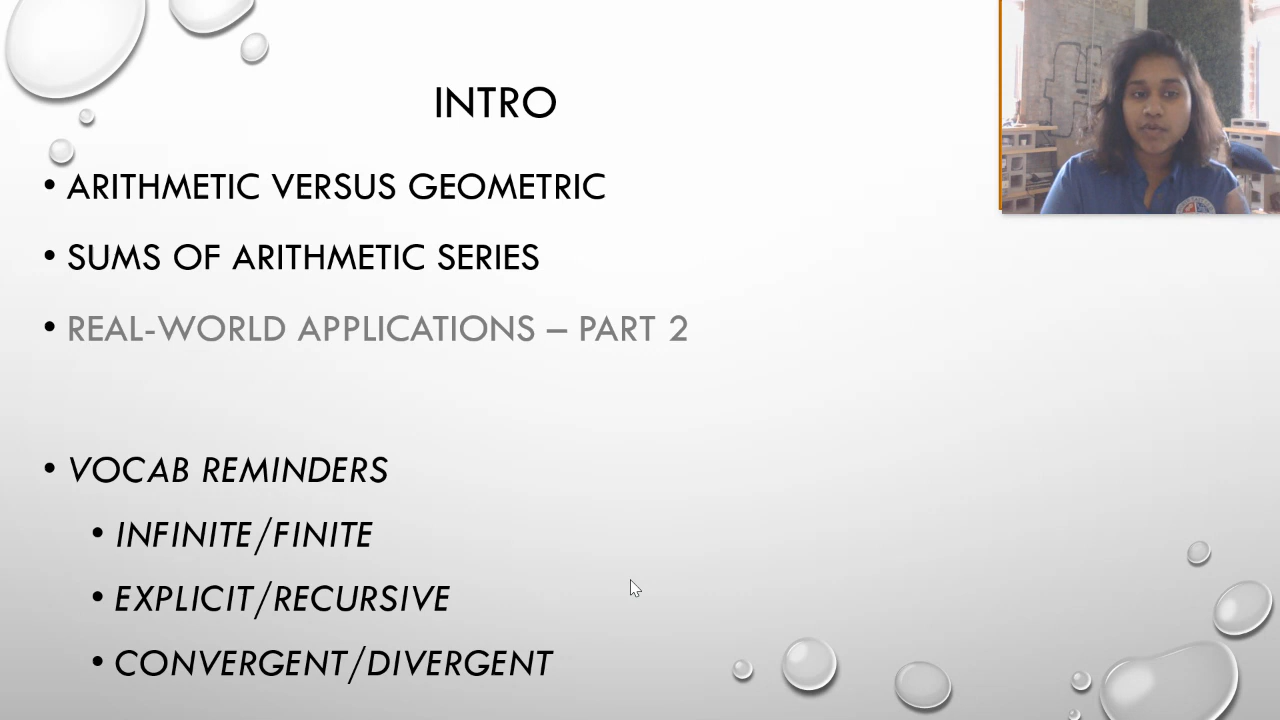 INTRO
• ARITHMETIC VERSUS GEOMETRIC
• SUMS OF ARITHMETIC SERIES
• REAL-WORLD APPLICATIONS – PART 2
• VOCAB REMINDERS
• INFINITE/FINITE
• EXPLICIT/RECURSIVE
• CONVERGENT/DIVERGENT